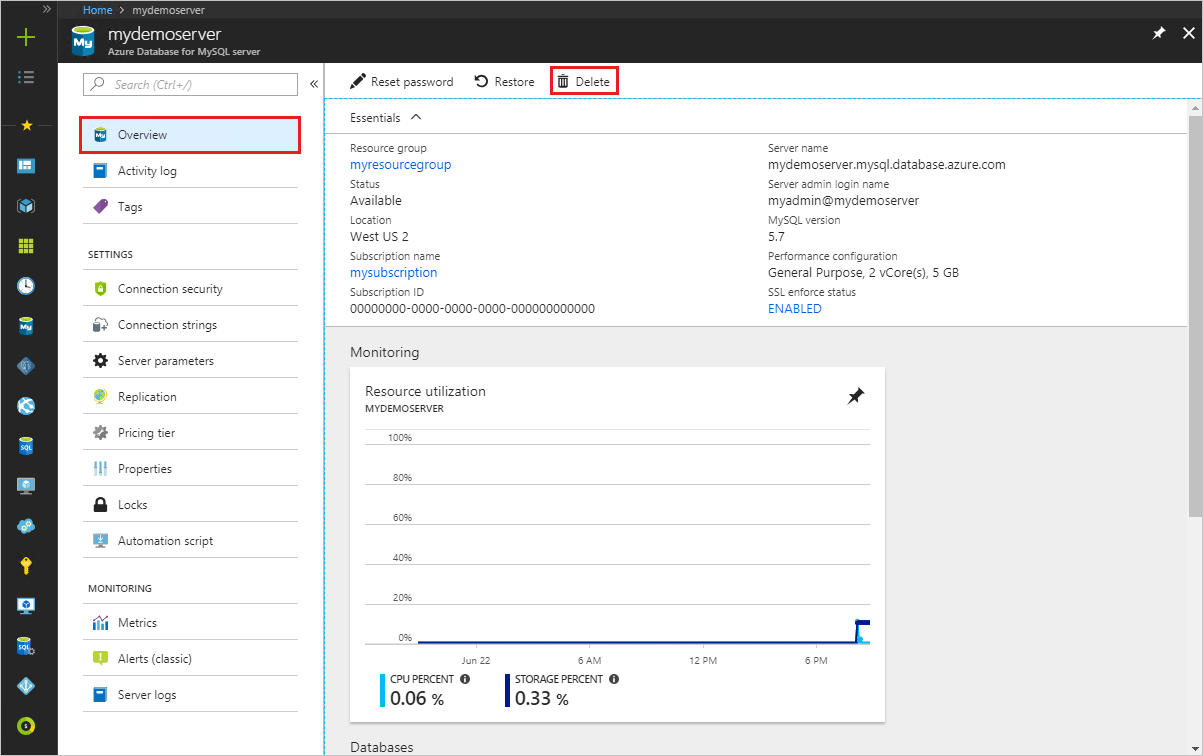 Home > mydemoserver
mydemoserver
Azure Database for MySQL server
Search (Ctrl+/)
Overview
Activity log
Tags
SETTINGS
Connection security
Connection strings
Server parameters
Replication
Pricing tier
Properties
Locks
Automation script
MONITORING
Metrics
Alerts (classic)
Server logs
Reset password
Restore
Delete
Essentials
Resource group
myresourcegroup
Status
Available
Location
West US 2
Subscription name
mysubscription
Subscription ID
00000000-0000-0000-0000-000000000000
Server name
mydemoserver.mysql.database.azure.com
Server admin login name
myadmin@mydemoserver
MySQL version
5.7
Performance configuration
General Purpose, 2 vCore(s), 5 GB
SSL enforce status
ENABLED
Monitoring
Resource utilization
MYDEMOSERVER
100%
80%
60%
40%
20%
0%
Jun 22
6 AM
12 PM
6 PM
CPU PERCENT
0.06 %
STORAGE PERCENT
0.33 %
Databases
My
My
My
SQL
SQL